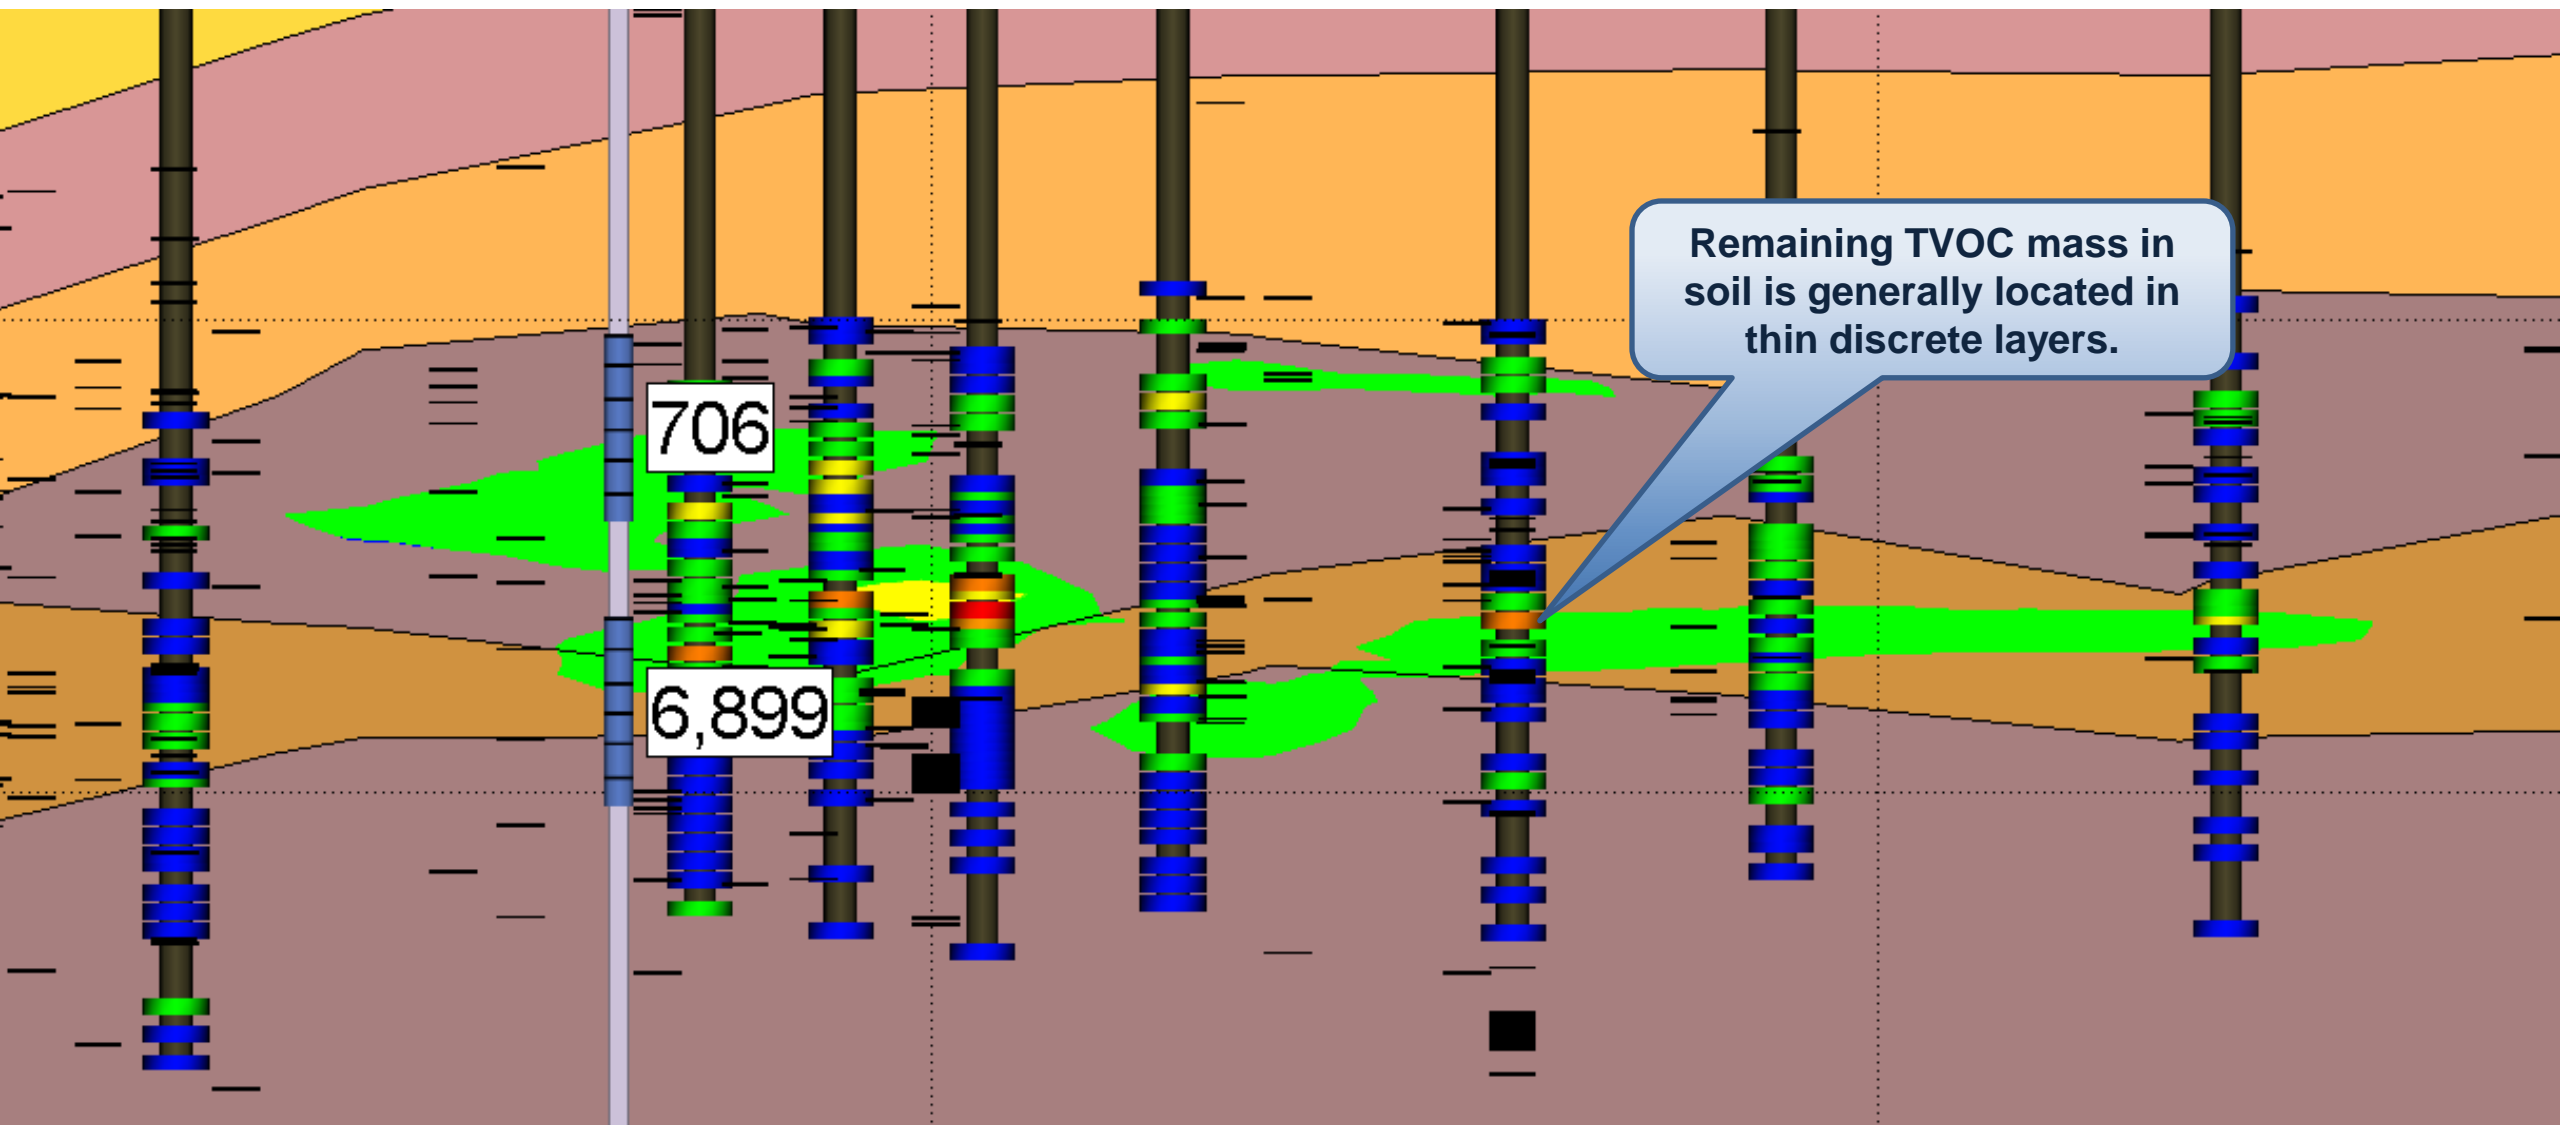 Remaining TVOC mass in
soil is generally located in
thin discrete layers.
706
6,899